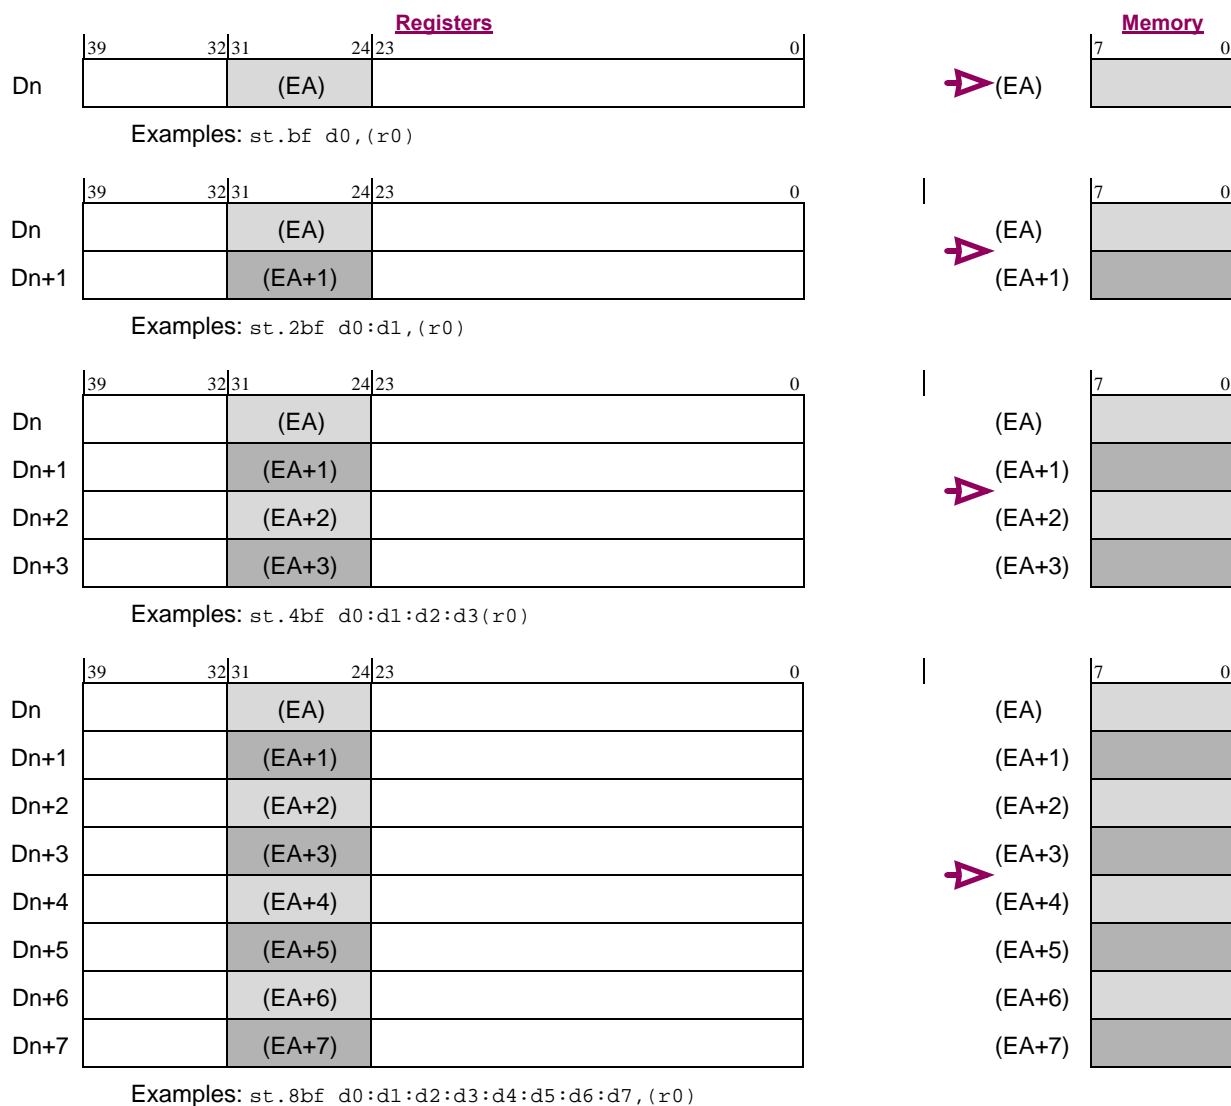 Registers Memory
39 32 31 24 23 0 7 0
Dn (EA) (EA)
Examples: st.bf d0,(r0)
39 32 31 24 23 0 7 0
Dn (EA) (EA)
Dn+1 (EA+1) (EA+1)
Examples: st.2bf d0:d1,(r0)
39 32 31 24 23 0 7 0
Dn (EA) (EA)
Dn+1 (EA+1) (EA+1)
Dn+2 (EA+2) (EA+2)
Dn+3 (EA+3) (EA+3)
Examples: st.4bf d0:d1:d2:d3(r0)
39 32 31 24 23 0 7 0
Dn (EA) (EA)
Dn+1 (EA+1) (EA+1)
Dn+2 (EA+2) (EA+2)
Dn+3 (EA+3) (EA+3)
Dn+4 (EA+4) (EA+4)
Dn+5 (EA+5) (EA+5)
Dn+6 (EA+6) (EA+6)
Dn+7 (EA+7) (EA+7)
Examples: st.8bf d0:d1:d2:d3:d4:d5:d6:d7,(r0)